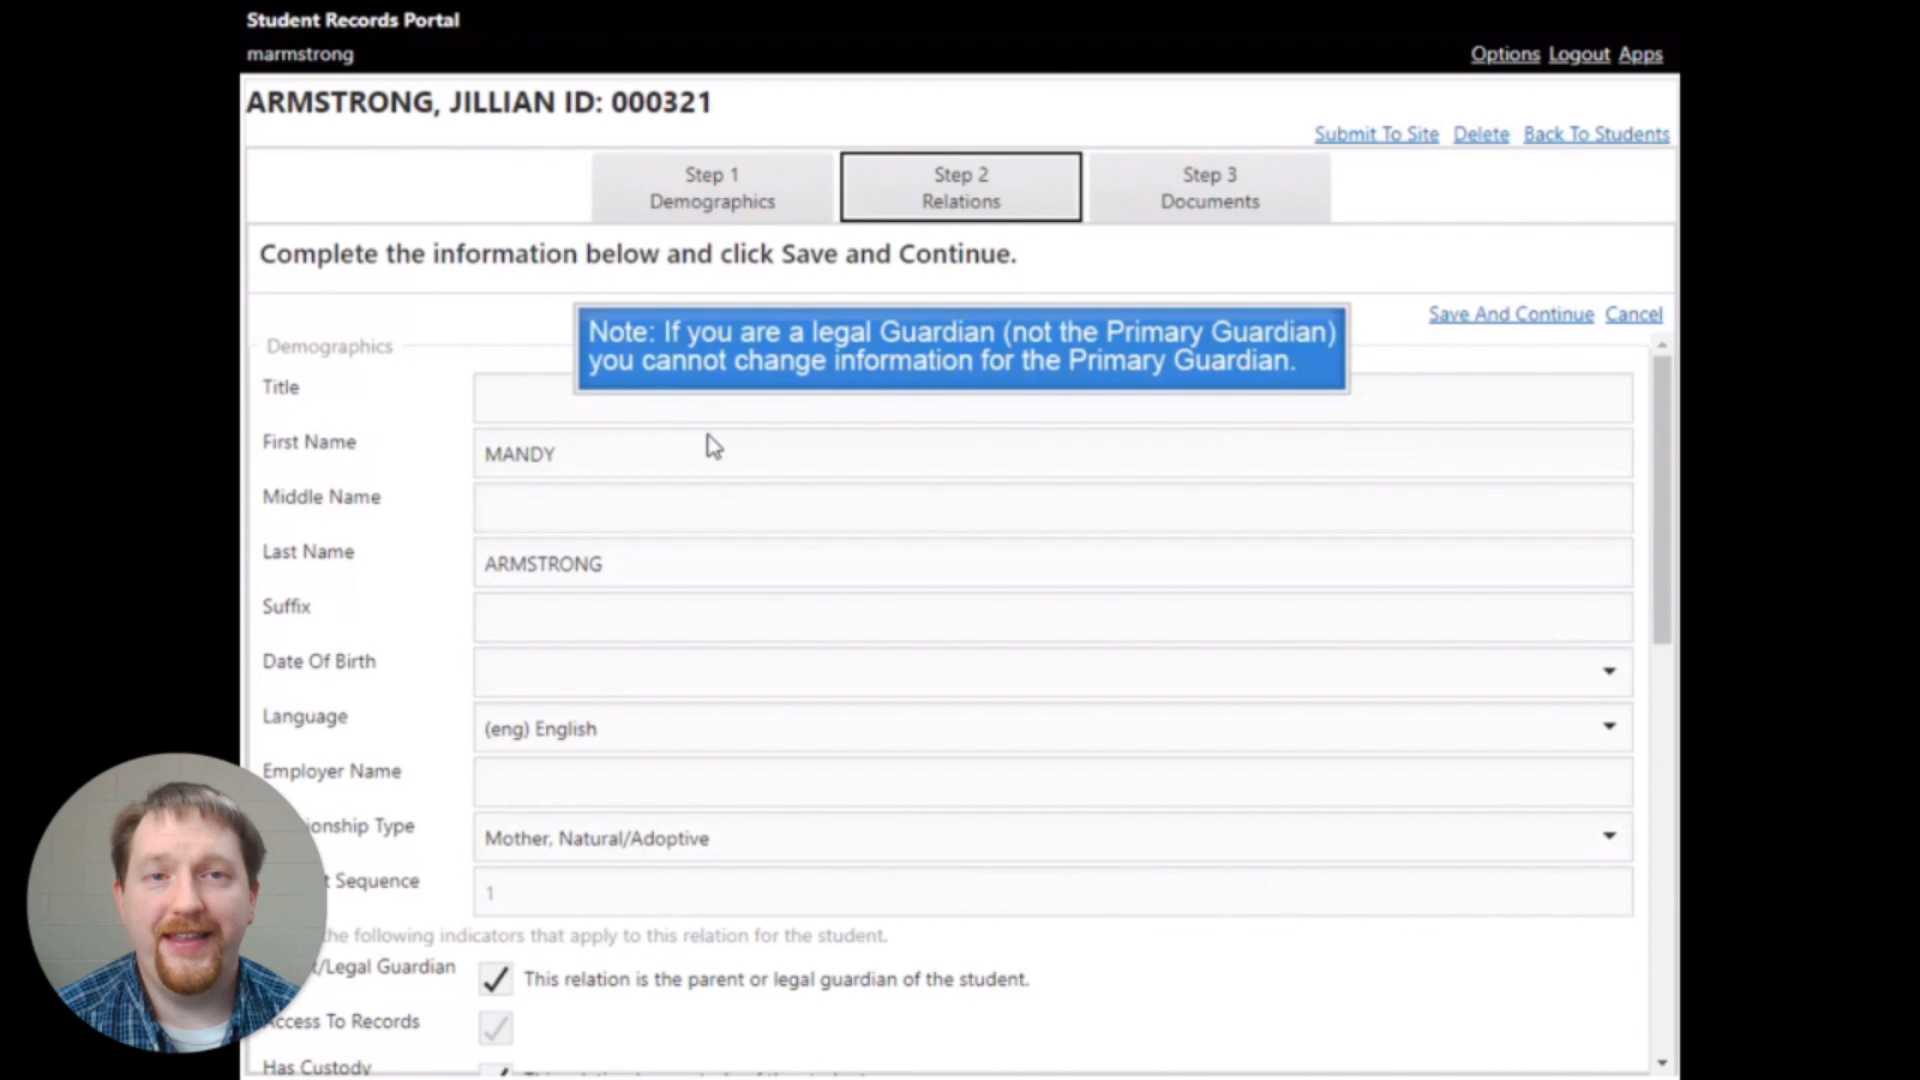 Student Records Portal
marmstrong
Options Logout Apps
ARMSTRONG, JILLIAN ID: 000321
Submit To Site Delete Back To Students
Step 1
Demographics
Step 2
Relations
Step 3
Documents
Complete the information below and click Save and Continue.
Save And Continue Cancel
Note: If you are a legal Guardian (not the Primary Guardian)
you cannot change information for the Primary Guardian.
Demographics
Title
First Name
MANDY
Middle Name
Last Name
ARMSTRONG
Suffix
Date Of Birth
Language
(eng) English
Employer Name
ionship Type
Mother, Natural/Adoptive
t Sequence
1
the following indicators that apply to this relation for the student.
t/Legal Guardian
This relation is the parent or legal guardian of the student.
Access To Records
Has Custody